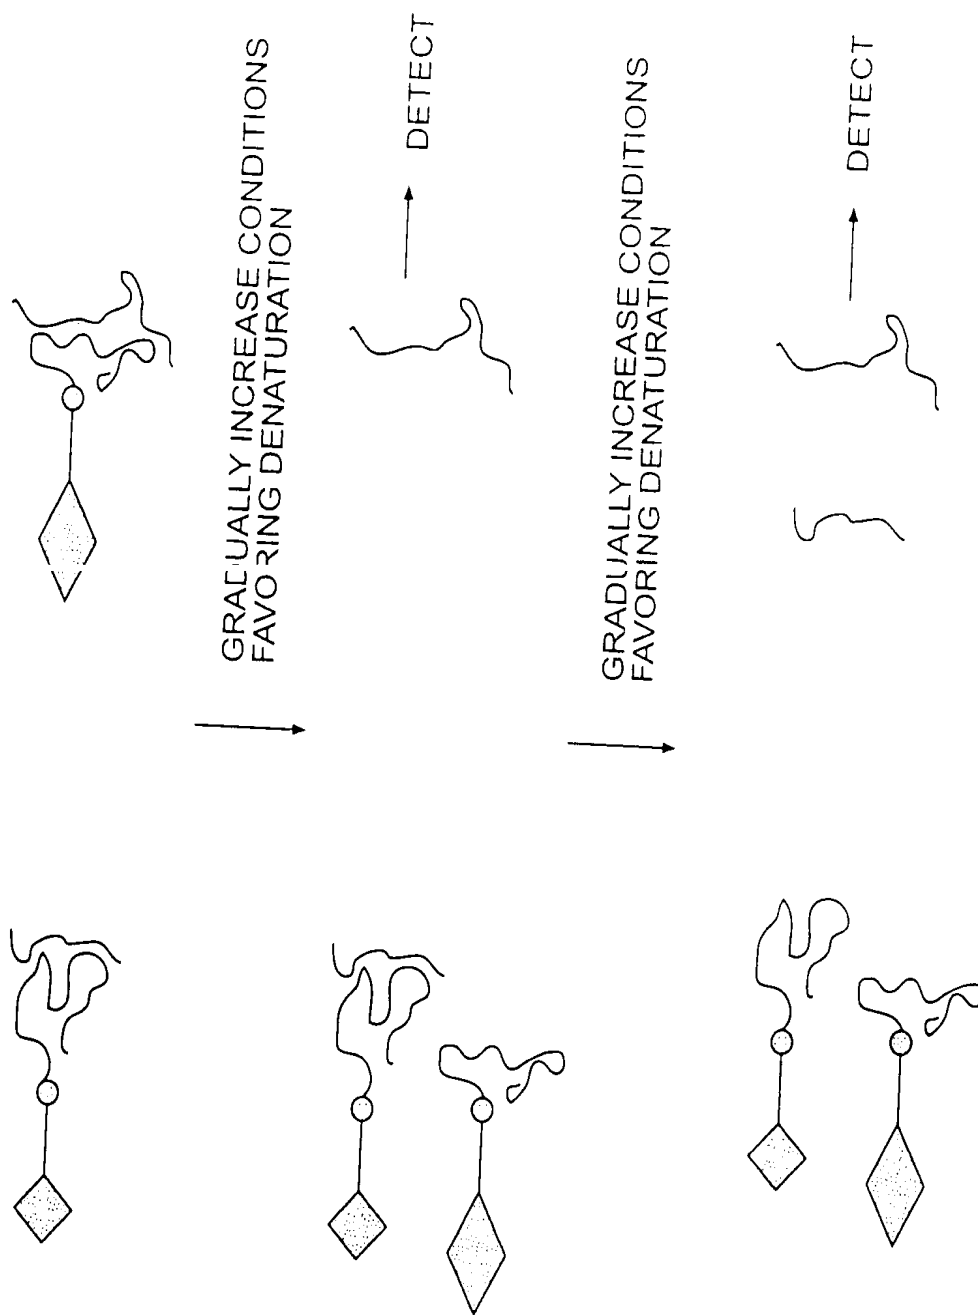 GRADUALLY INCREASE CONDITIONS
FAVORING DENATURATION
DETECT
GRADUALLY INCREASE CONDITIONS
FAVORING DENATURATION
DETECT